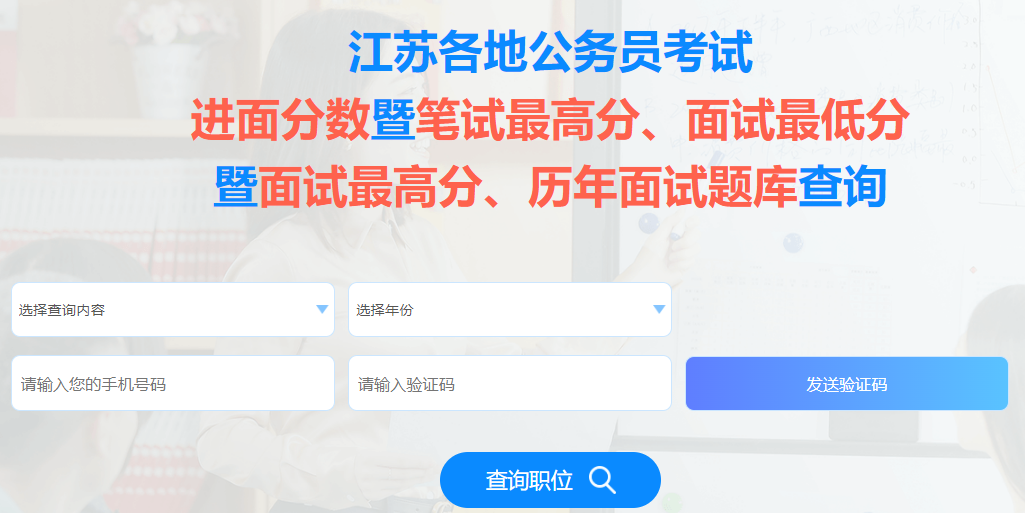 江苏各地公务员考试
进面分数暨笔试最高分、面试最低分
暨面试最高分、历年面试题库查询
选择查询内容
选择年份
请输入您的手机号码
请输入验证码
发送验证码
查询职位